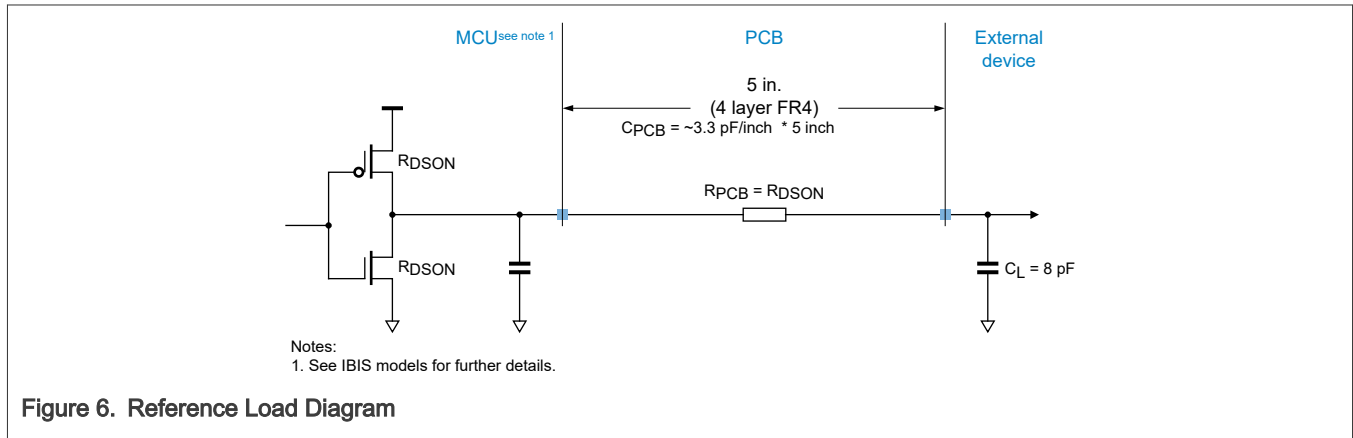 MCU see note 1
PCB
External
device
5 in.
(4 layer FR4)
CPCB = ~3.3 pF/inch * 5 inch
RDSON
RPCB = RDSON
RDSON
CL = 8 pF
Notes:
1. See IBIS models for further details.
Figure 6. Reference Load Diagram